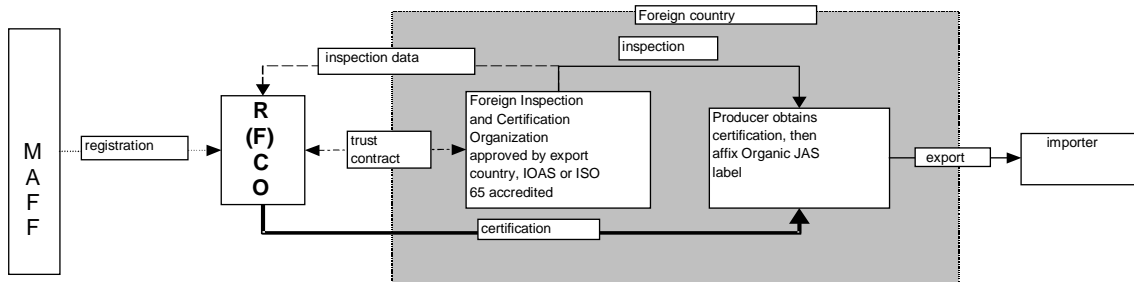 Foreign country
inspection
inspection data
M
A
F
F
registration
R
(F)
C
O
trust
contract
Foreign Inspection
and Certification
Organization
approved by export
country, IOAS or ISO
65 accredited
Producer obtains
certification, then
affix Organic JAS
label
export
importer
certification